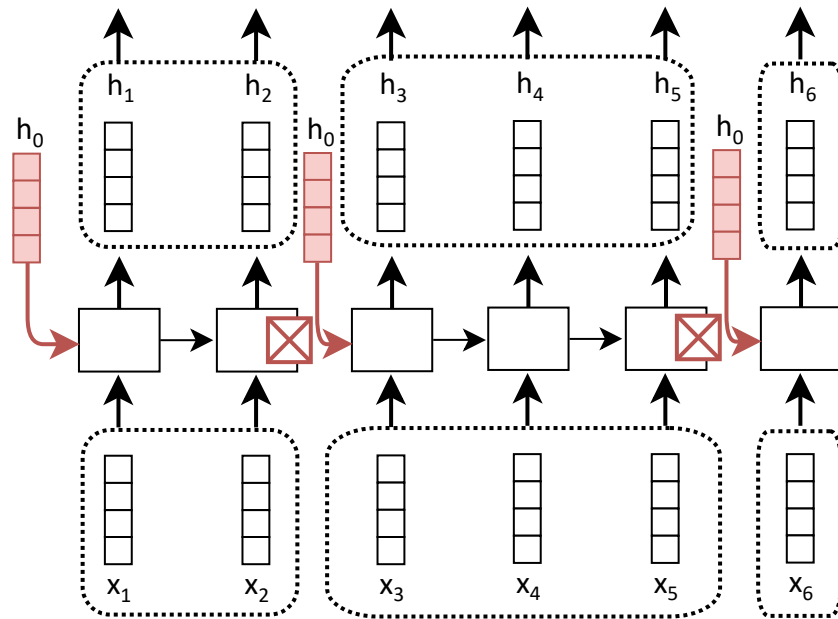 h₁ h₂ h₃ h₄ h₅ h₆
h₀ h₀ h₀
x₁ x₂ x₃ x₄ x₅ x₆